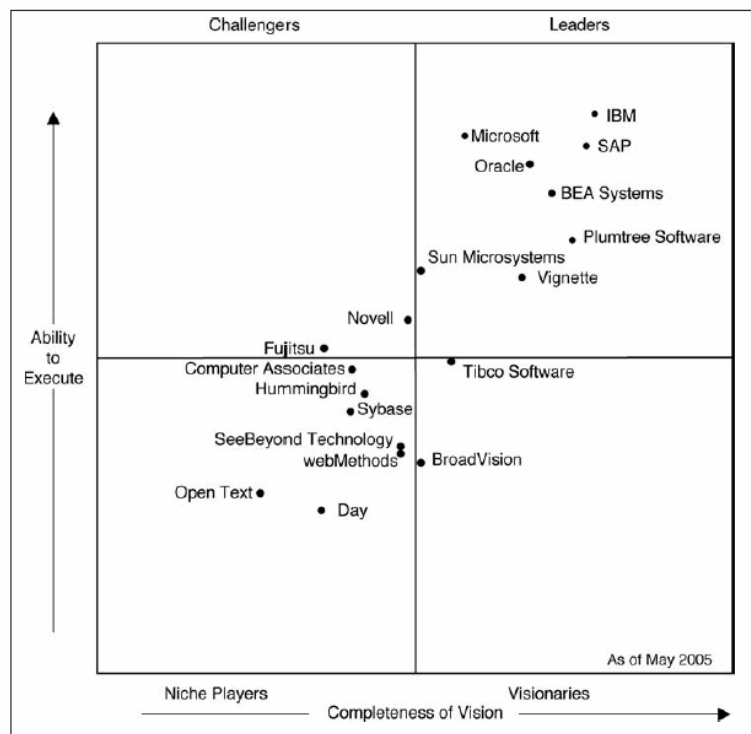 Challengers
Leaders
IBM
Microsoft
SAP
Oracle
BEA Systems
Plumtree Software
Sun Microsystems
Vignette
Novell
Ability
to
Execute
Fujitsu
Computer Associates
Tibco Software
Hummingbird
Sybase
SeeBeyond Technology
webMethods
BroadVision
Open Text
Day
As of May 2005
Niche Players
Visionaries
Completeness of Vision